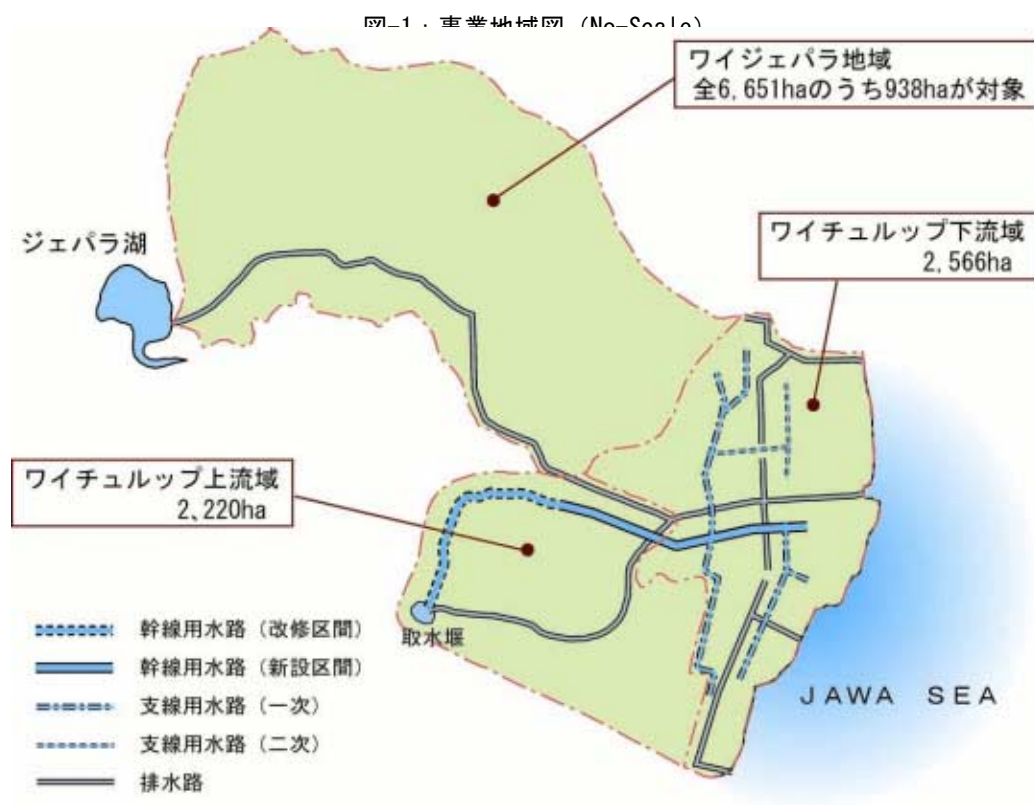 図-1：事業地域図 (No-Scale)
ワイジェパラ地域
全6,651haのうち938haが対象
ジェパラ湖
ワイチュルップ下流域
2,566ha
ワイチュルップ上流域
2、220ha
取水堰
幹線用水路（改修区間）
幹線用水路（新設区間）
支線用水路（一次）
支線用水路（二次）
排水路
JAWA SEA